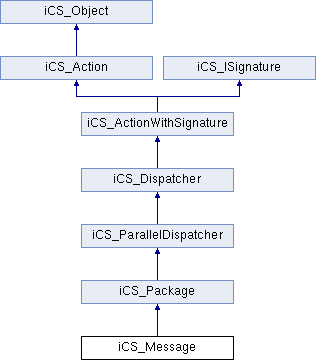 iCS_Object
iCS_Action
iCS_ISignature
iCS_ActionWithSignature
iCS_Dispatcher
iCS_ParallelDispatcher
iCS_Package
iCS_Message